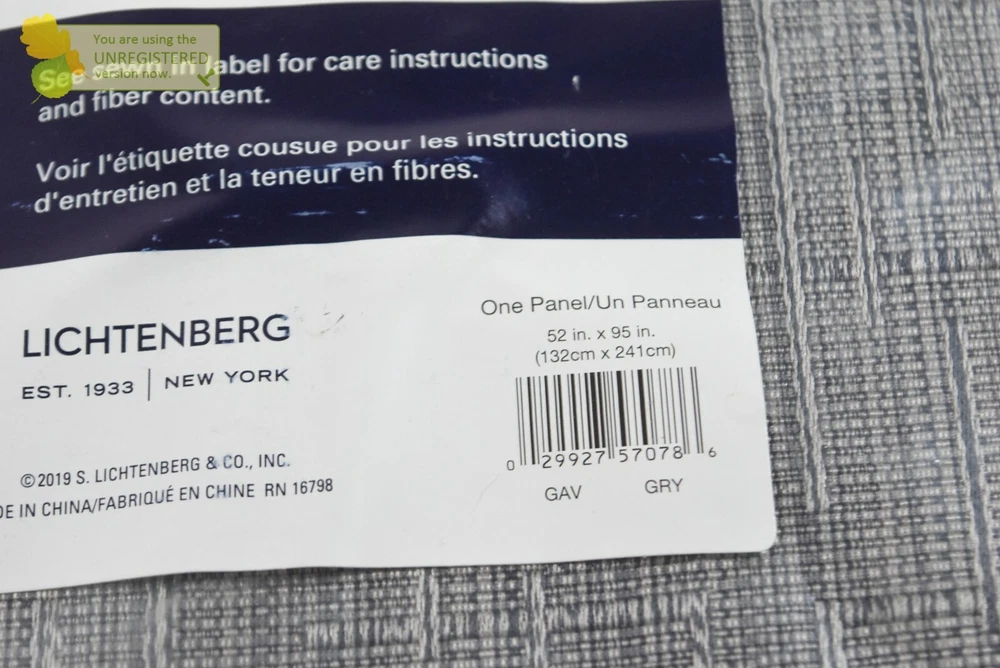 You are using the
UNREGISTERED
version now.
See sewn in label for care instructions
and fiber content.
Voir l'étiquette cousue pour les instructions
d'entretien et la teneur en fibres.
LICHTENBERG
EST. 1933 | NEW YORK
©2019 S. LICHTENBERG & CO., INC.
DE IN CHINA/FABRIQUÉ EN CHINE RN 16798
One Panel/Un Panneau
52 in. x 95 in.
(132cm x 241cm)
0 29927 57078 6
GAV GRY